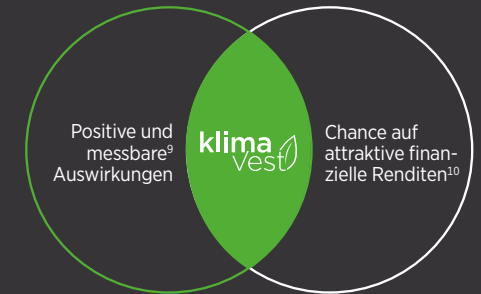 Positive und
messbare⁹
Auswirkungen
klima
Vest
Chance auf
attraktive finan-
zielle Renditen¹⁰